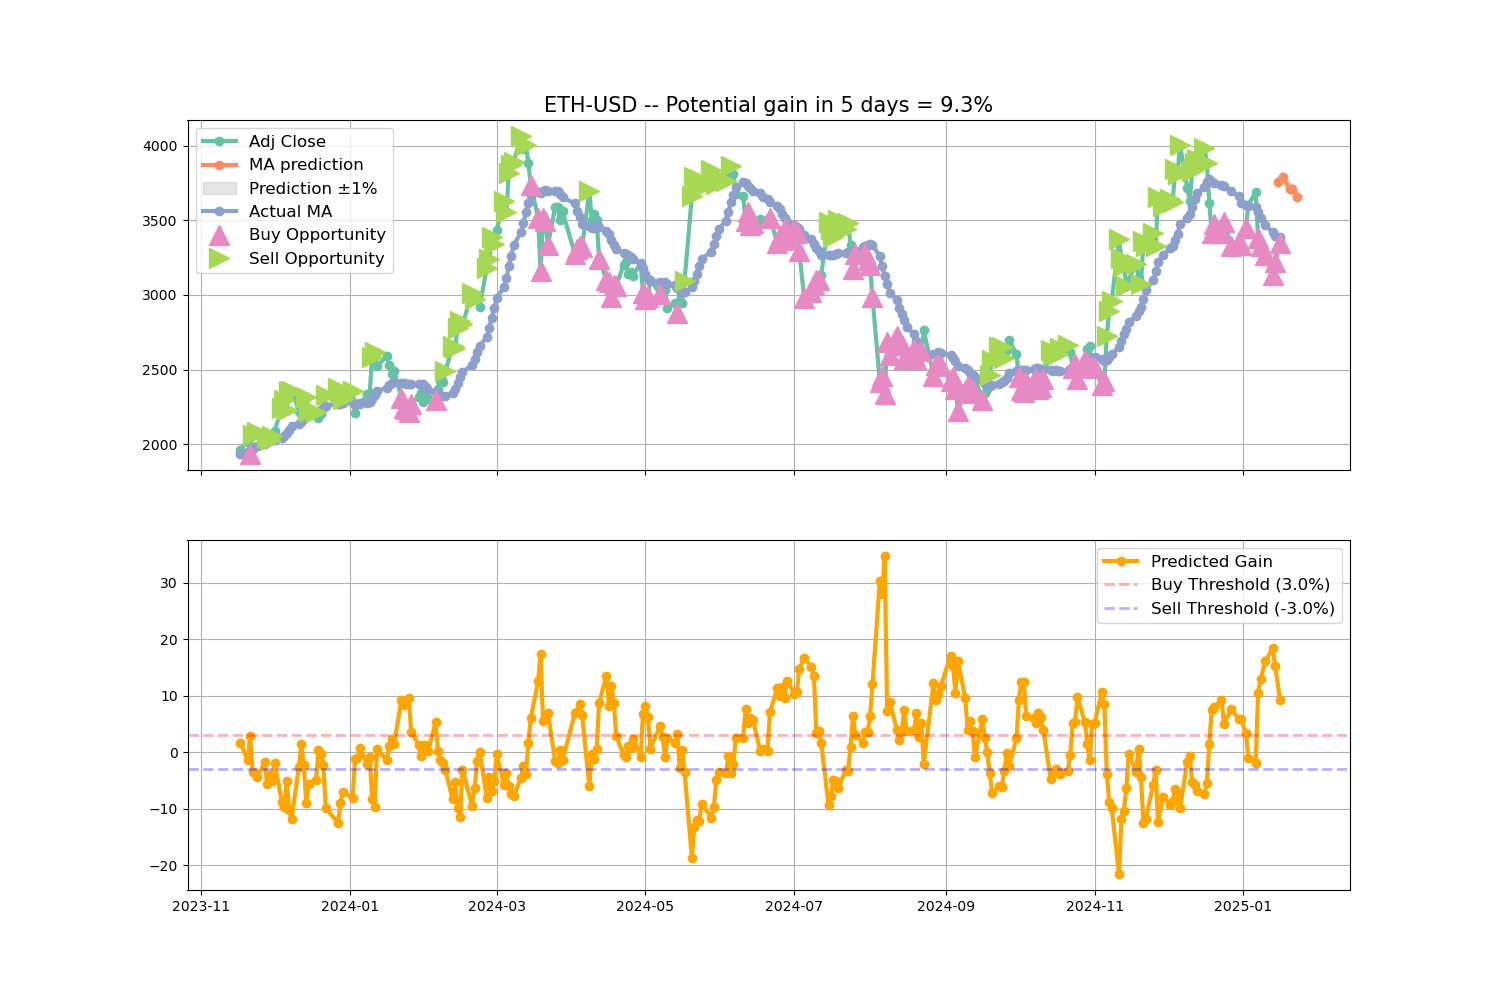 ETH-USD -- Potential gain in 5 days = 9.3%
4000
3500
3000
2500
2000
Adj Close
MA prediction
Prediction ±1%
Actual MA
Buy Opportunity
Sell Opportunity
30
20
10
0
−10
−20
Predicted Gain
Buy Threshold (3.0%)
Sell Threshold (-3.0%)
2023-11
2024-01
2024-03
2024-05
2024-07
2024-09
2024-11
2025-01